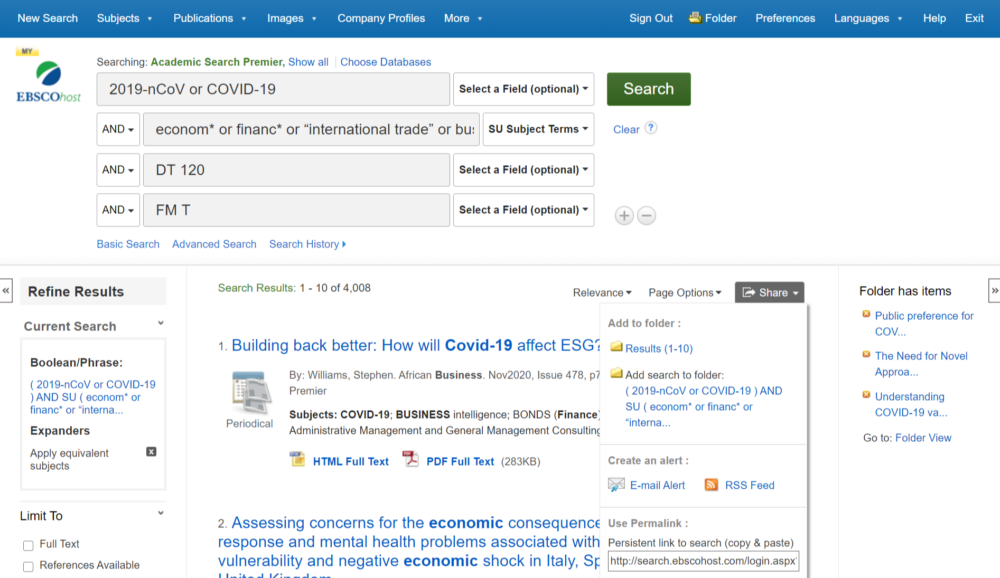 New Search Subjects Publications Images Company Profiles More Sign Out Folder Preferences Languages Help Exit
MY
EBSCOhost
Searching: Academic Search Premier, Show all Choose Databases
2019-nCoV or COVID-19 Select a Field (optional) Search
AND econom* or financ* or “international trade” or bus SU Subject Terms Clear ?
AND DT 120 Select a Field (optional)
AND FM T Select a Field (optional)
Basic Search Advanced Search Search History
«
Refine Results
Current Search
Boolean/Phrase:
( 2019-nCoV or COVID-19
) AND SU ( econom* or
financ* or “interna...
Expanders
Apply equivalent
subjects
Limit To
Full Text
References Available
Search Results: 1 - 10 of 4,008
Relevance Page Options Share
1. Building back better: How will Covid-19 affect ESG?
Periodical
By: Williams, Stephen. African Business. Nov2020, Issue 478, p7
Premier
Subjects: COVID-19; BUSINESS intelligence; BONDS (Finance)
Administrative Management and General Management Consulting
HTML Full Text PDF Full Text (283KB)
2. Assessing concerns for the economic consequence
response and mental health problems associated with
vulnerability and negative economic shock in Italy, Sp
United Kingdom
Add to folder :
Results (1-10)
Add search to folder:
( 2019-nCoV or COVID-19 ) AND
SU ( econom* or financ* or
“interna...
Create an alert :
E-mail Alert RSS Feed
Use Permalink :
Persistent link to search (copy & paste)
http://search.ebscohost.com/login.aspx?
Folder has items
»
Public preference for
COV...
The Need for Novel
Approa...
Understanding
COVID-19 va...
Go to: Folder View